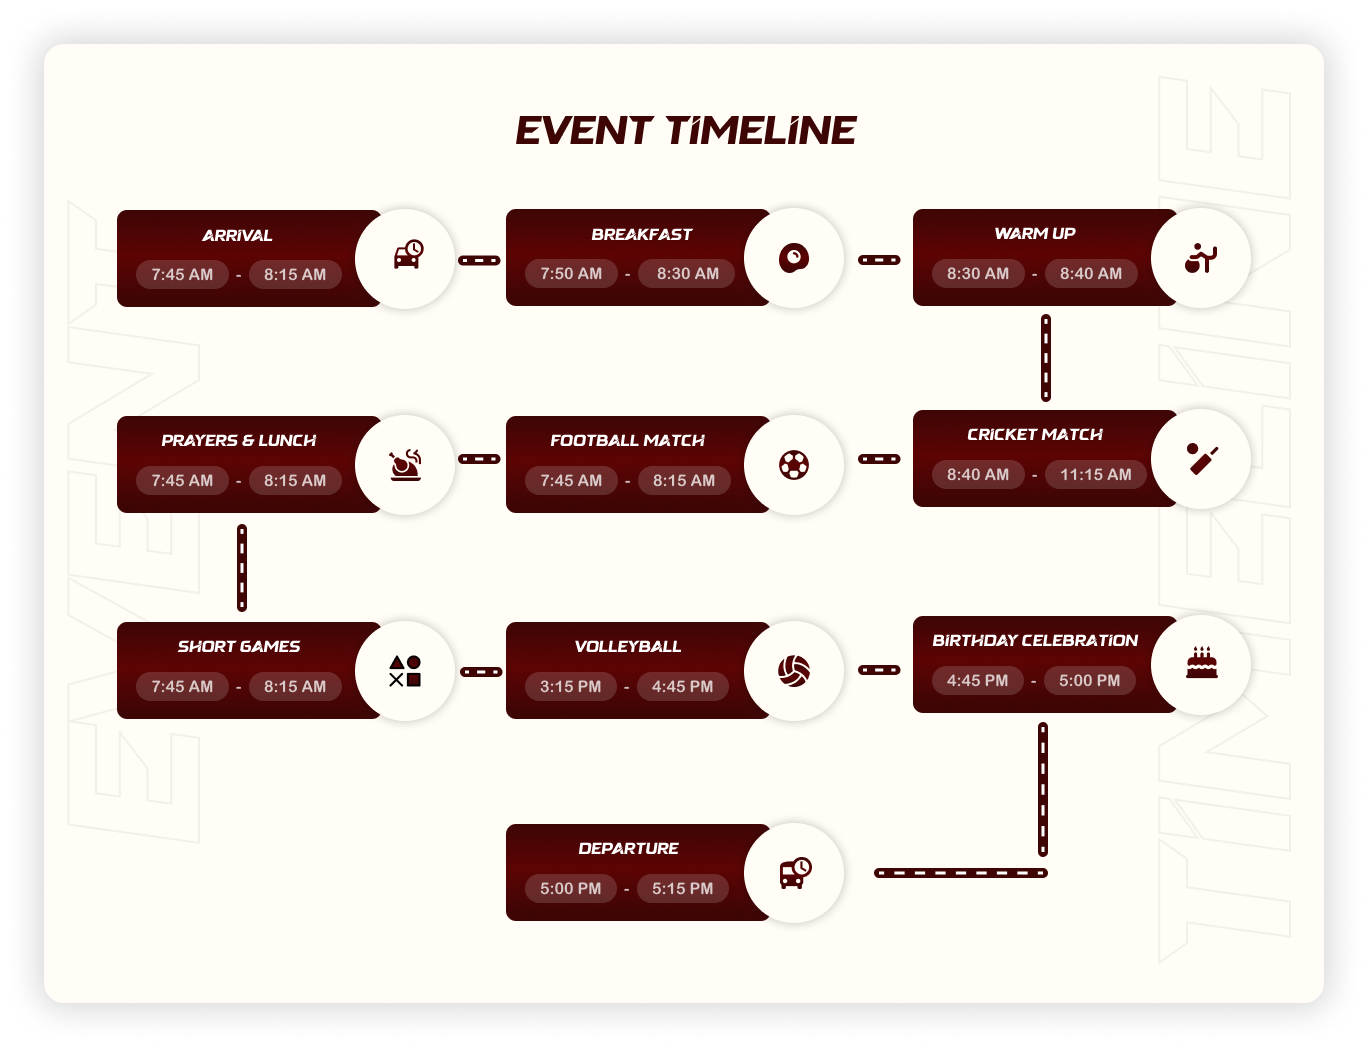 EVENT TIMELINE
ARRIVAL
7:45 AM - 8:15 AM
BREAKFAST
7:50 AM - 8:30 AM
WARM UP
8:30 AM - 8:40 AM
PRAYERS & LUNCH
7:45 AM - 8:15 AM
FOOTBALL MATCH
7:45 AM - 8:15 AM
CRICKET MATCH
8:40 AM - 11:15 AM
SHORT GAMES
7:45 AM - 8:15 AM
VOLLEYBALL
3:15 PM - 4:45 PM
BIRTHDAY CELEBRATION
4:45 PM - 5:00 PM
DEPARTURE
5:00 PM - 5:15 PM
EVENT
TIMELINE